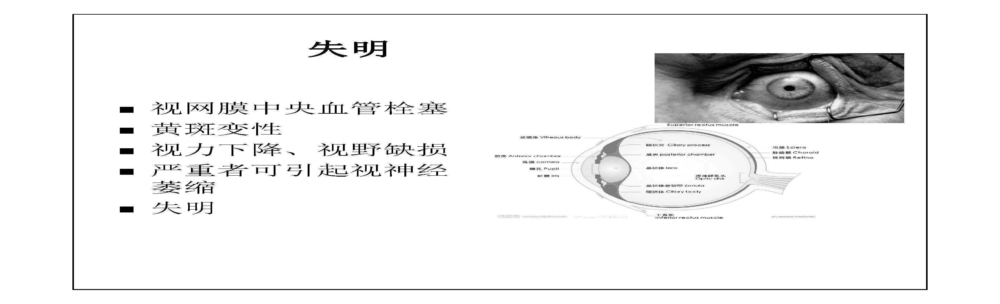 失明
视网膜中央血管栓塞
黄斑变性
视力下降、视野缺损
严重者可引起视神经
萎缩
失明
Superior rectus muscle
玻璃体 Vitreous body
睫状突 Ciliary process
巩膜 Sclera
脉络膜 Choroid
前房 Anterior chamber
后房 posterior chamber
视网膜 Retina
角膜 cornea
瞳孔 Pupil
晶状体 lens
虹膜 Iris
视神经乳头
Optic disk
晶状体悬韧带 Zonula
睫状体 Ciliary body
下直肌
Inferior rectus muscle